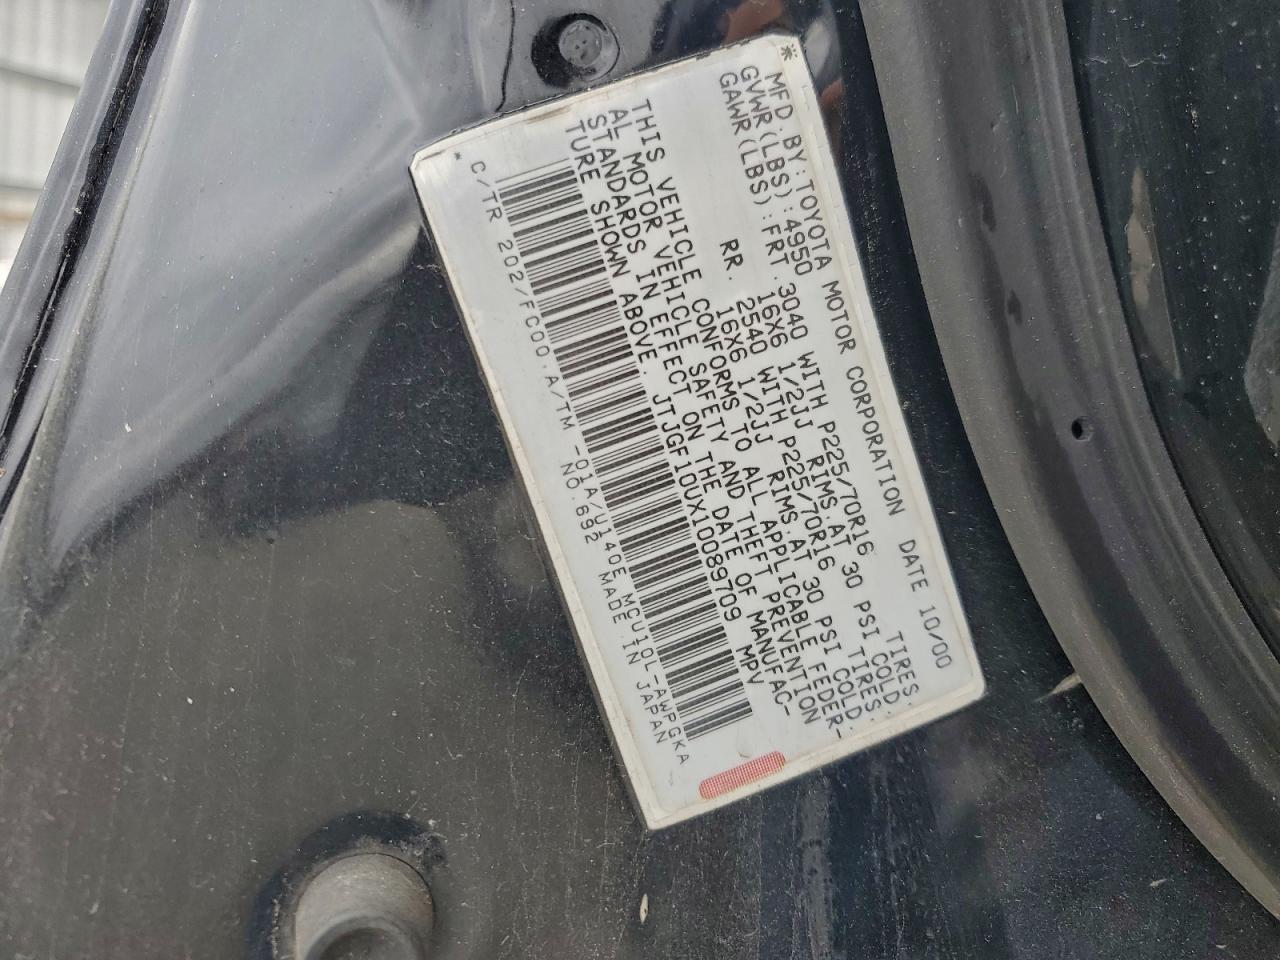 MFD. BY: TOYOTA MOTOR CORPORATION DATE 10/00
GVWR(LBS): 4950
GAWR(LBS): FRT. 3040 WITH P225/70R16 TIRES.
16X6 1/2JJ RIMS AT 30 PSI COLD.
RR. 2540 WITH P225/70R16 TIRES.
16X6 1/2JJ RIMS AT 30 PSI COLD.
THIS VEHICLE CONFORMS TO ALL APPLICABLE FEDER-
AL MOTOR VEHICLE SAFETY AND THEFT PREVENTION
STANDARDS IN EFFECT ON THE DATE OF MANUFAC-
TURE SHOWN ABOVE. JTJGF10UX10089709 MPV
* C/TR 202/FC00. A/TM -01A/U140E MCU10L-AWPGKA
NO.692 MADE IN JAPAN